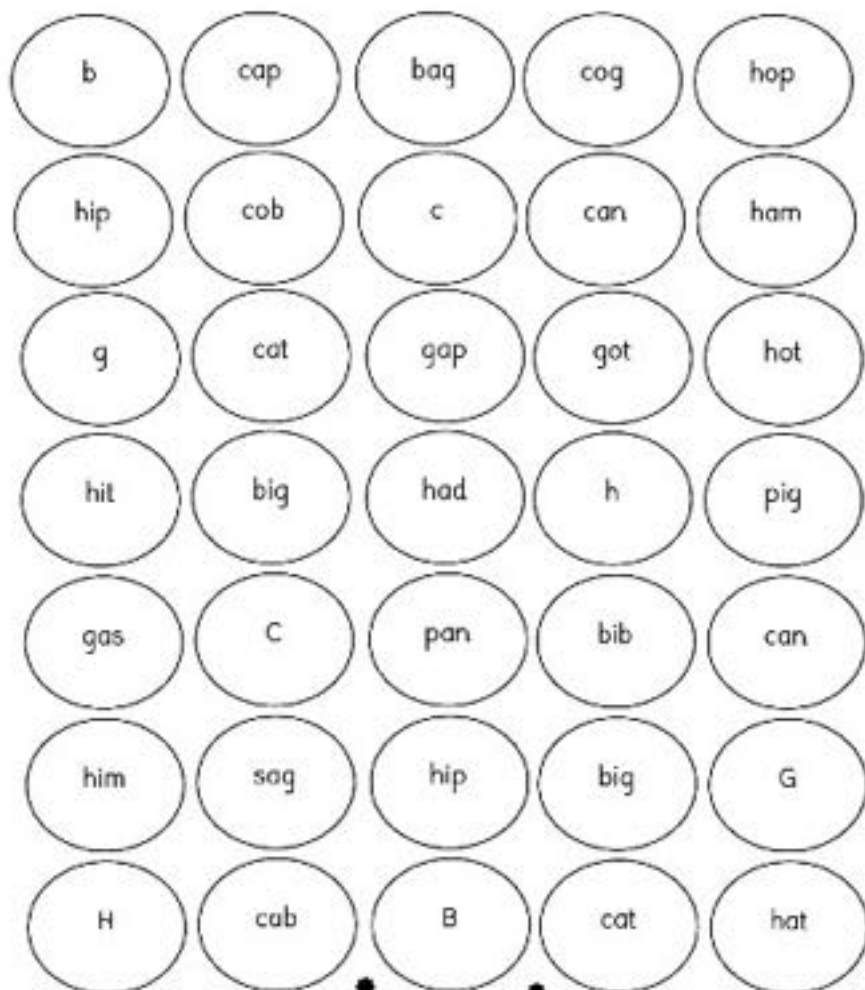 b cap bag cog hop
hip cob c can ham
g cat gap got hot
hit big had h pig
gas C pan bib can
him sag hip big G
H cab B cat hat